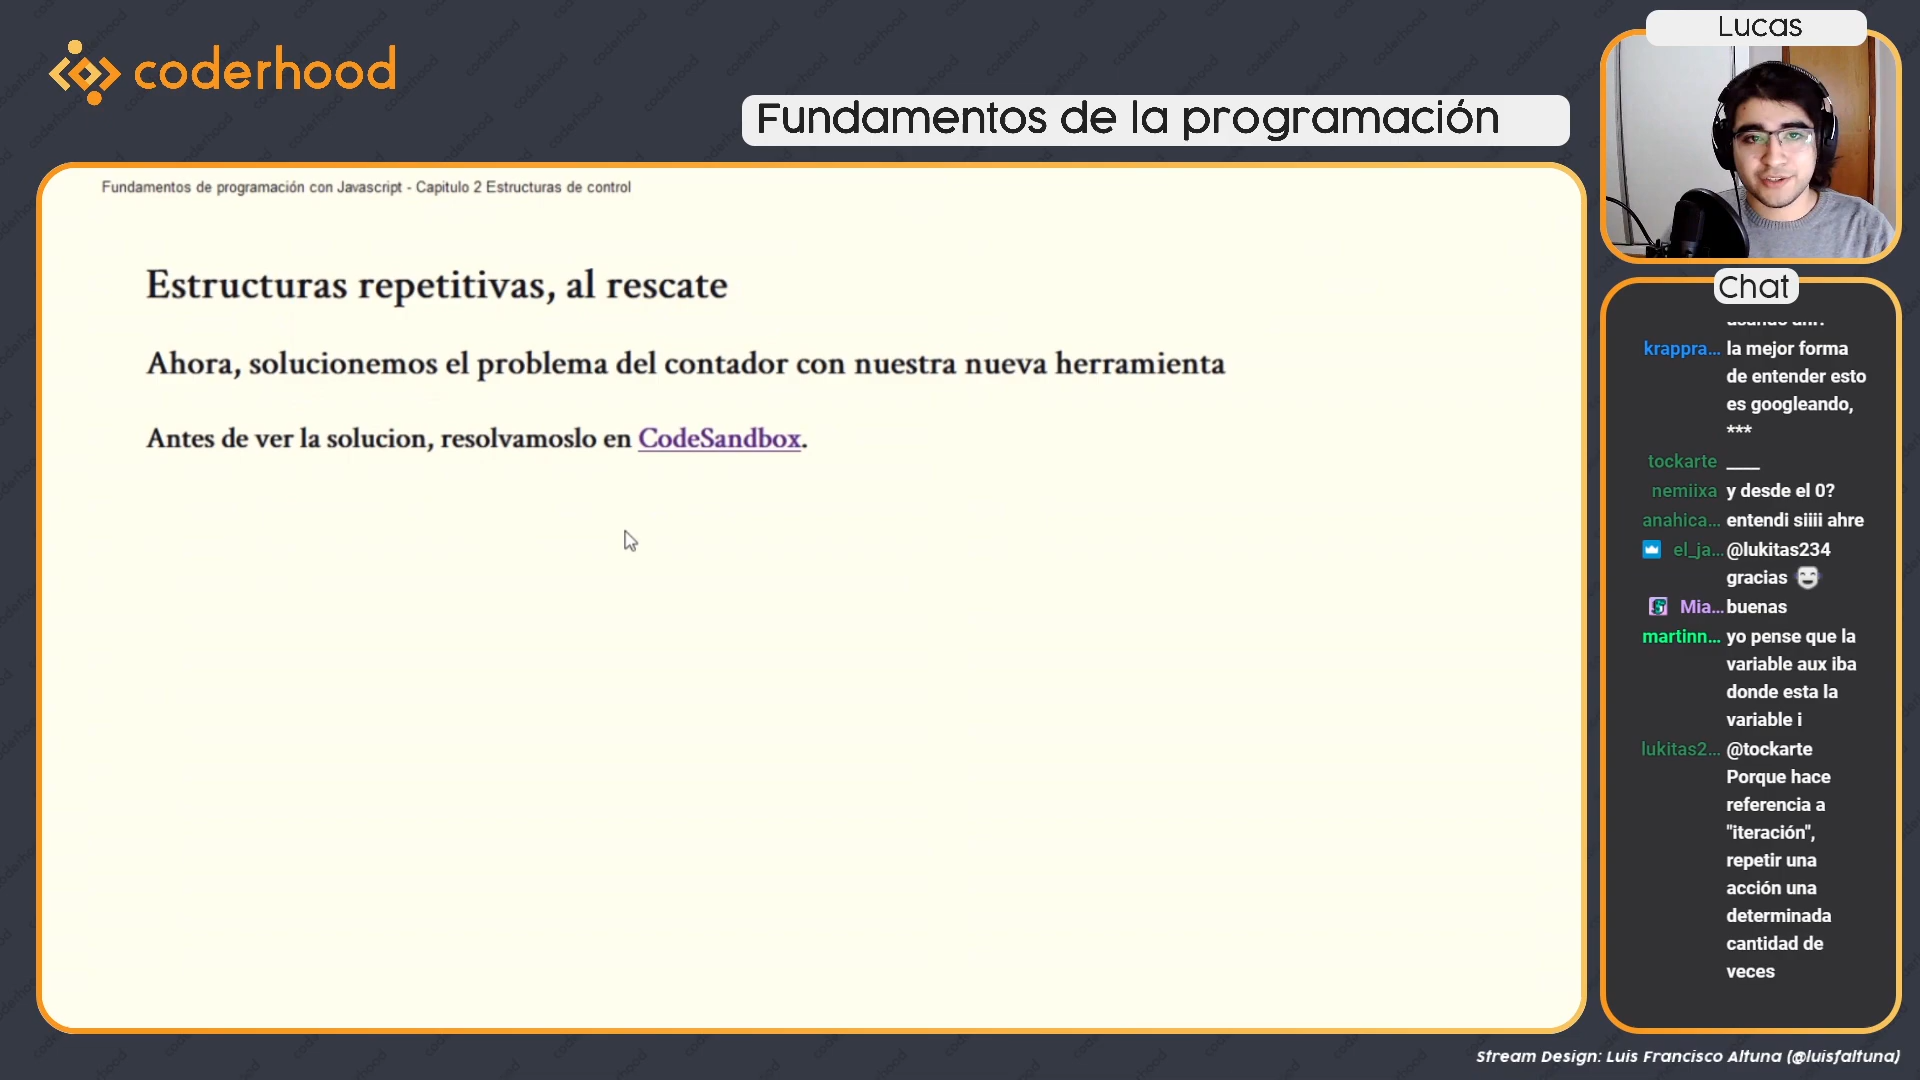 coderhood
Fundamentos de la programación
Lucas
Fundamentos de programación con Javascript - Capitulo 2 Estructuras de control
Estructuras repetitivas, al rescate
Ahora, solucionemos el problema del contador con nuestra nueva herramienta
Antes de ver la solucion, resolvamoslo en CodeSandbox.
Chat
krappra... la mejor forma
de entender esto
es googleando,
***
tockarte ____
nemiixa y desde el 0?
anahica... entendi siiii ahre
el_ja... @lukitas234
gracias
Mia... buenas
martinn... yo pense que la
variable aux iba
donde esta la
variable i
lukitas2... @tockarte
Porque hace
referencia a
"iteración",
repetir una
acción una
determinada
cantidad de
veces
Stream Design: Luis Francisco Altuna (@luisfaltuna)